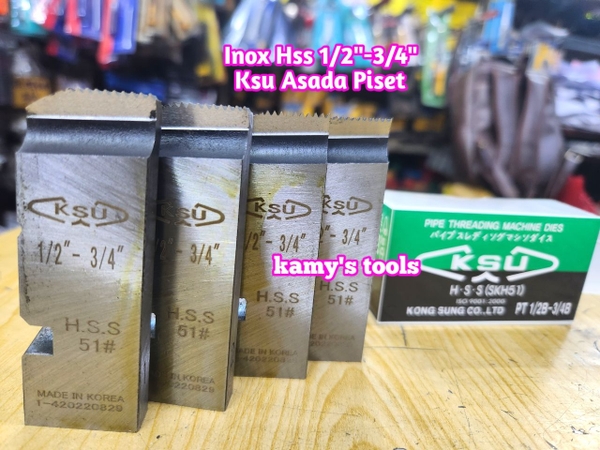 Inox Hss 1/2"-3/4"
Ksu Asada Piset
KSU
1/2" - 3/4"
H.S.S
51#
MADE IN KOREA
1-420220829
KSU
/2" - 3/4"
H.S.S
51#
KOREA
KSU
2" - 3/4"
H.S.S
51#
MADE IN KOREA
KSU
- 3/4"
H.S.S
51#
kamy's tools
PIPE THREADING MACHINE DIES
パイプスレディングマシンダイス
KSU
H·S·S (SKH51)
ISO 9001:2000
KONG SUNG CO.,LTD
PT 1/2B-3/4B